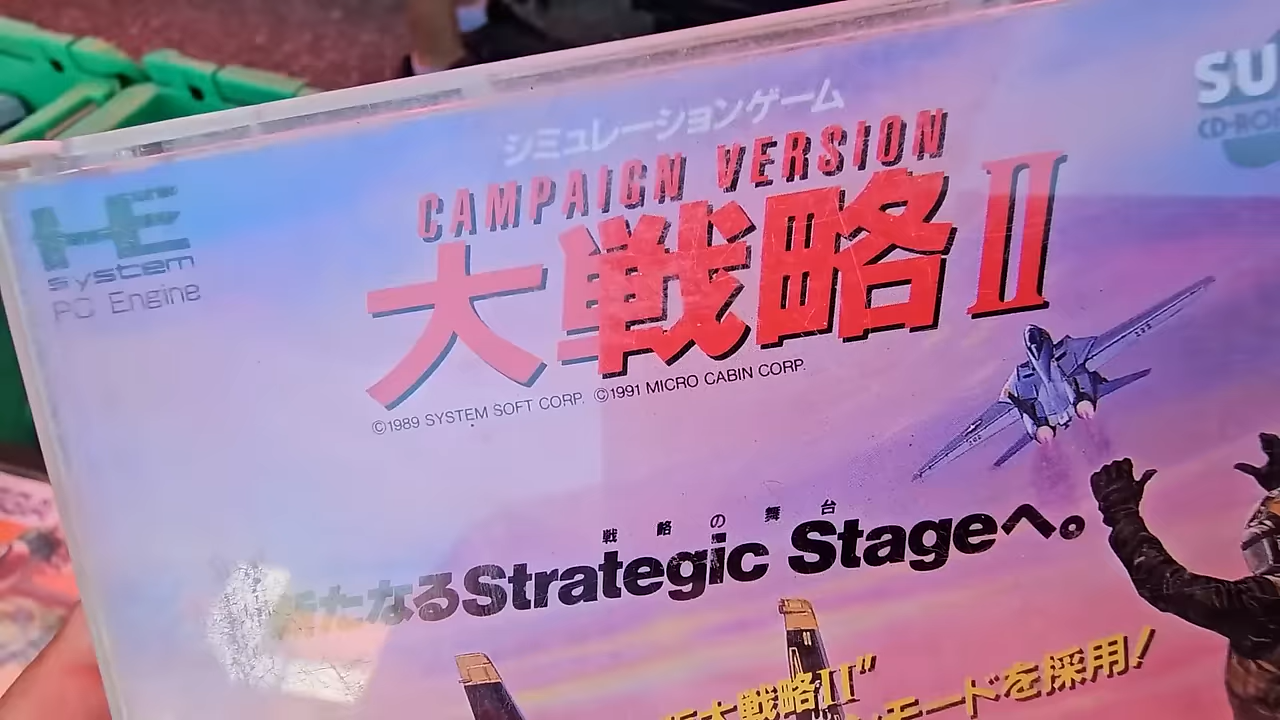 シミュレーションゲーム
SU
CD-ROM
CAMPAIGN VERSION
HE
system
PC Engine
大戦略II
©1989 SYSTEM SOFT CORP. ©1991 MICRO CABIN CORP.
戦略の舞台
新たなるStrategic Stageへ。
大戦略II"
モードを採用!